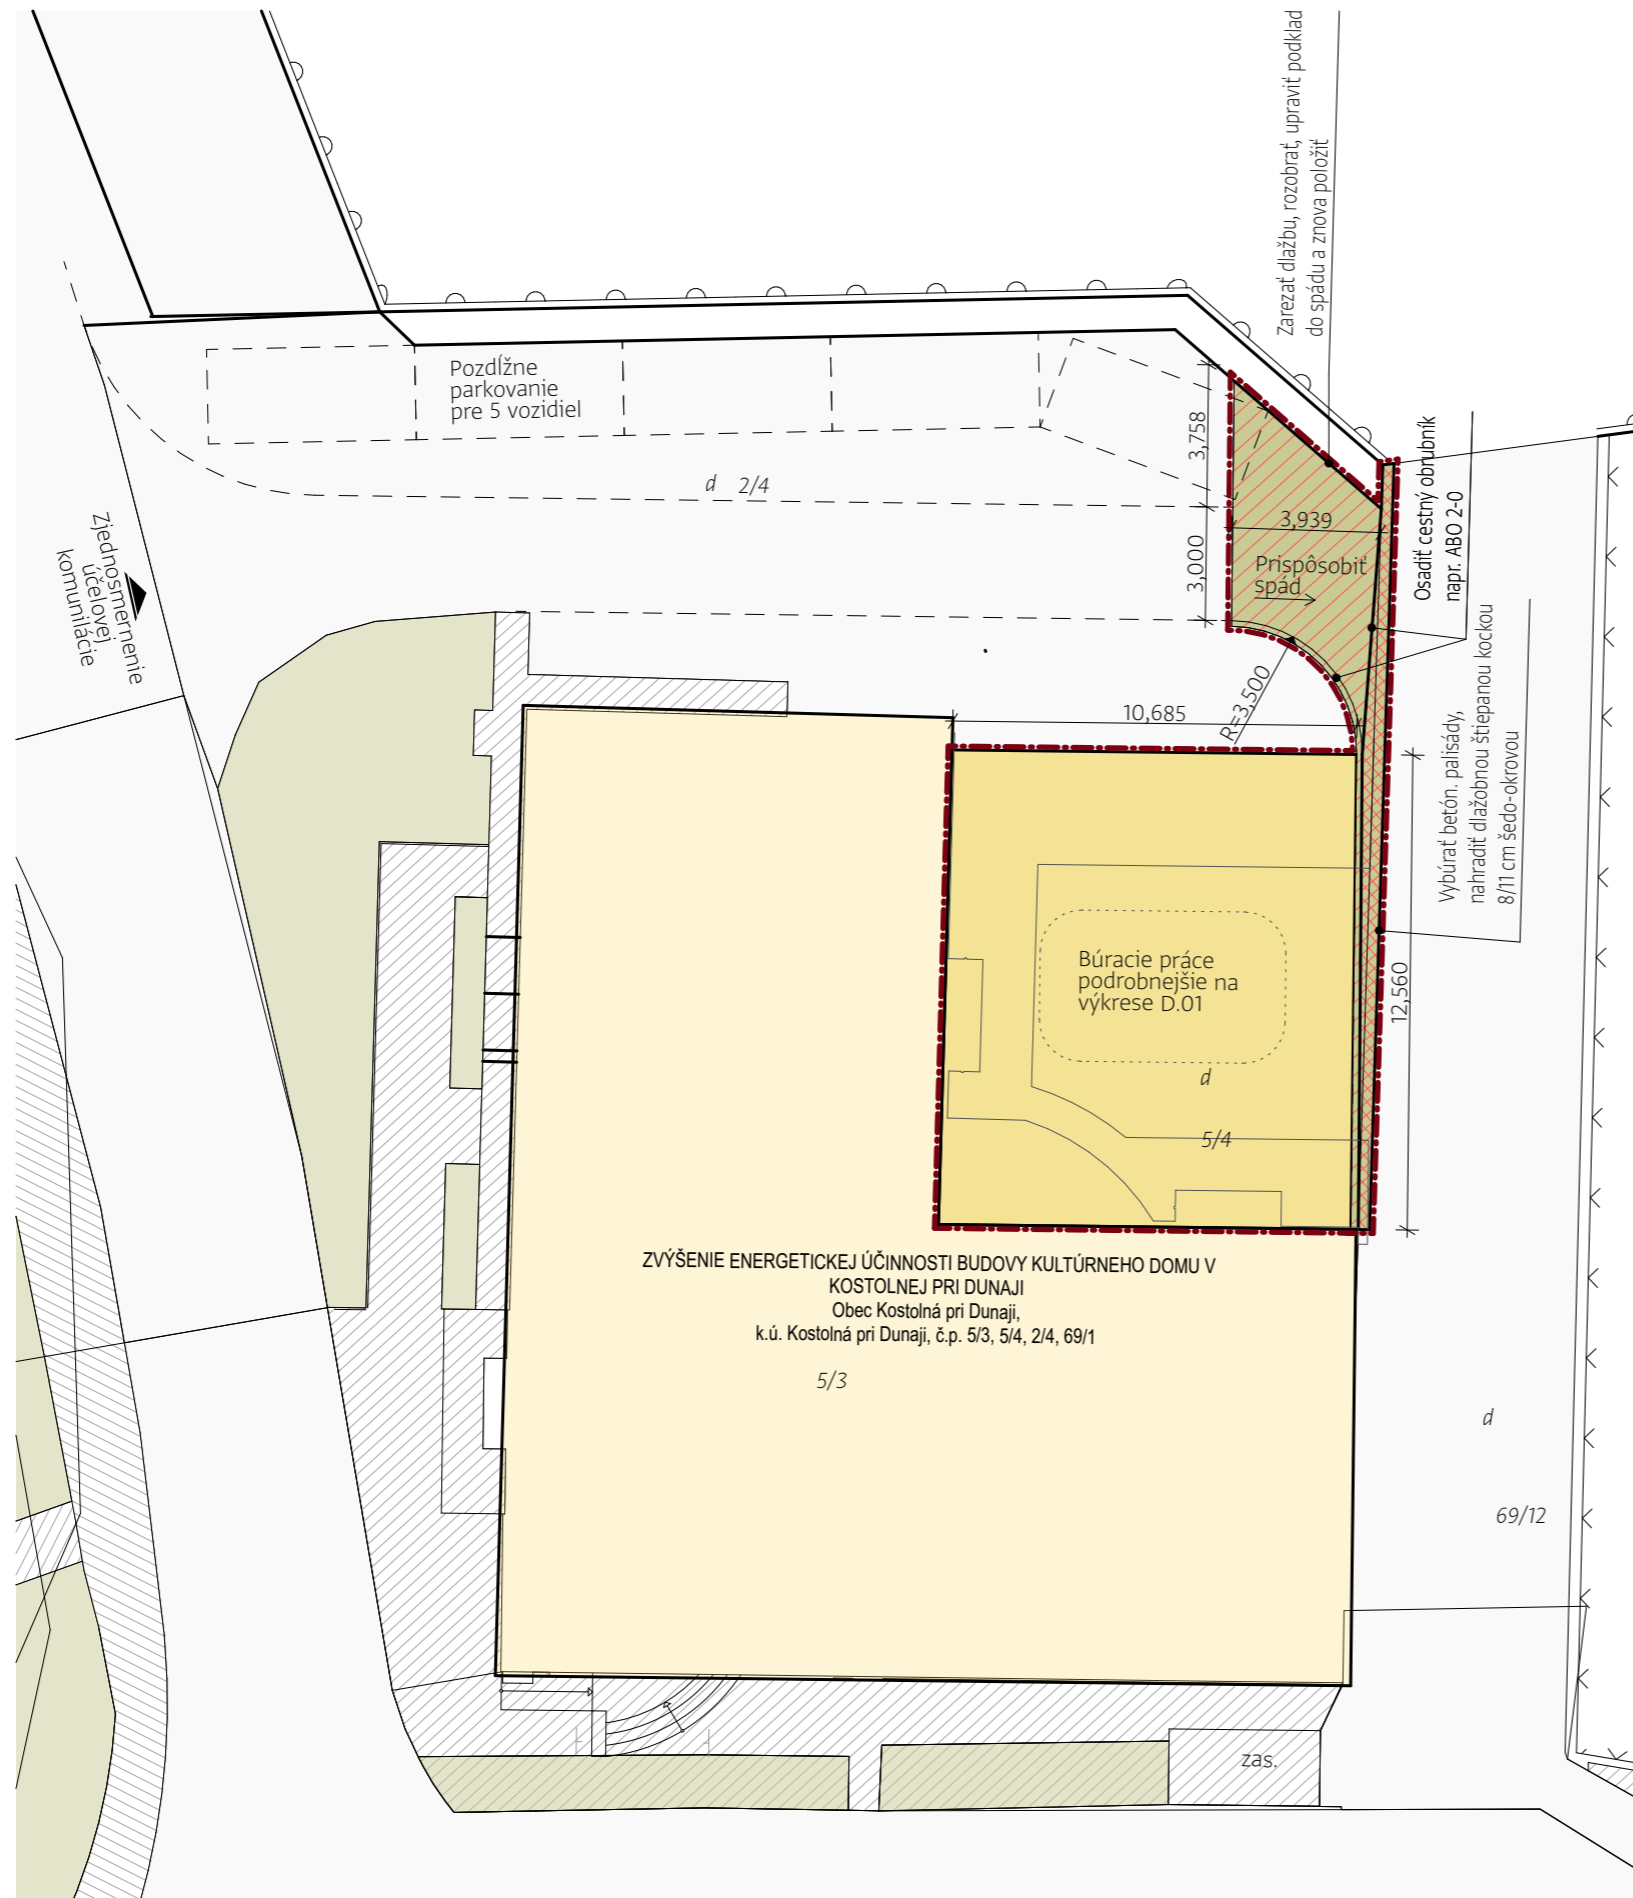 Zarezať dlažbu, rozobrať, upraviť podklad
do spádu a znova položiť
Pozdĺžne
parkovanie
pre 5 vozidiel
d 2/4
3,758
3,000
3,939
Prispôsobiť
spád
Osadiť cestný obrubník
napr. ABO 2-0
Zjednosmernenie
účelovej
komunilácie
R=3,500
10,685
Vybúrať betón. palisády,
nahradiť dlažobnou štiepanou kockou
8/11 cm šedo-okrovou
12,560
Búracie práce
podrobnejšie na
výkrese D.01
d
5/4
ZVÝŠENIE ENERGETICKEJ ÚČINNOSTI BUDOVY KULTÚRNEHO DOMU V
KOSTOLNEJ PRI DUNAJI
Obec Kostolná pri Dunaji,
k.ú. Kostolná pri Dunaji, č.p. 5/3, 5/4, 2/4, 69/1
5/3
d
69/12
zas.